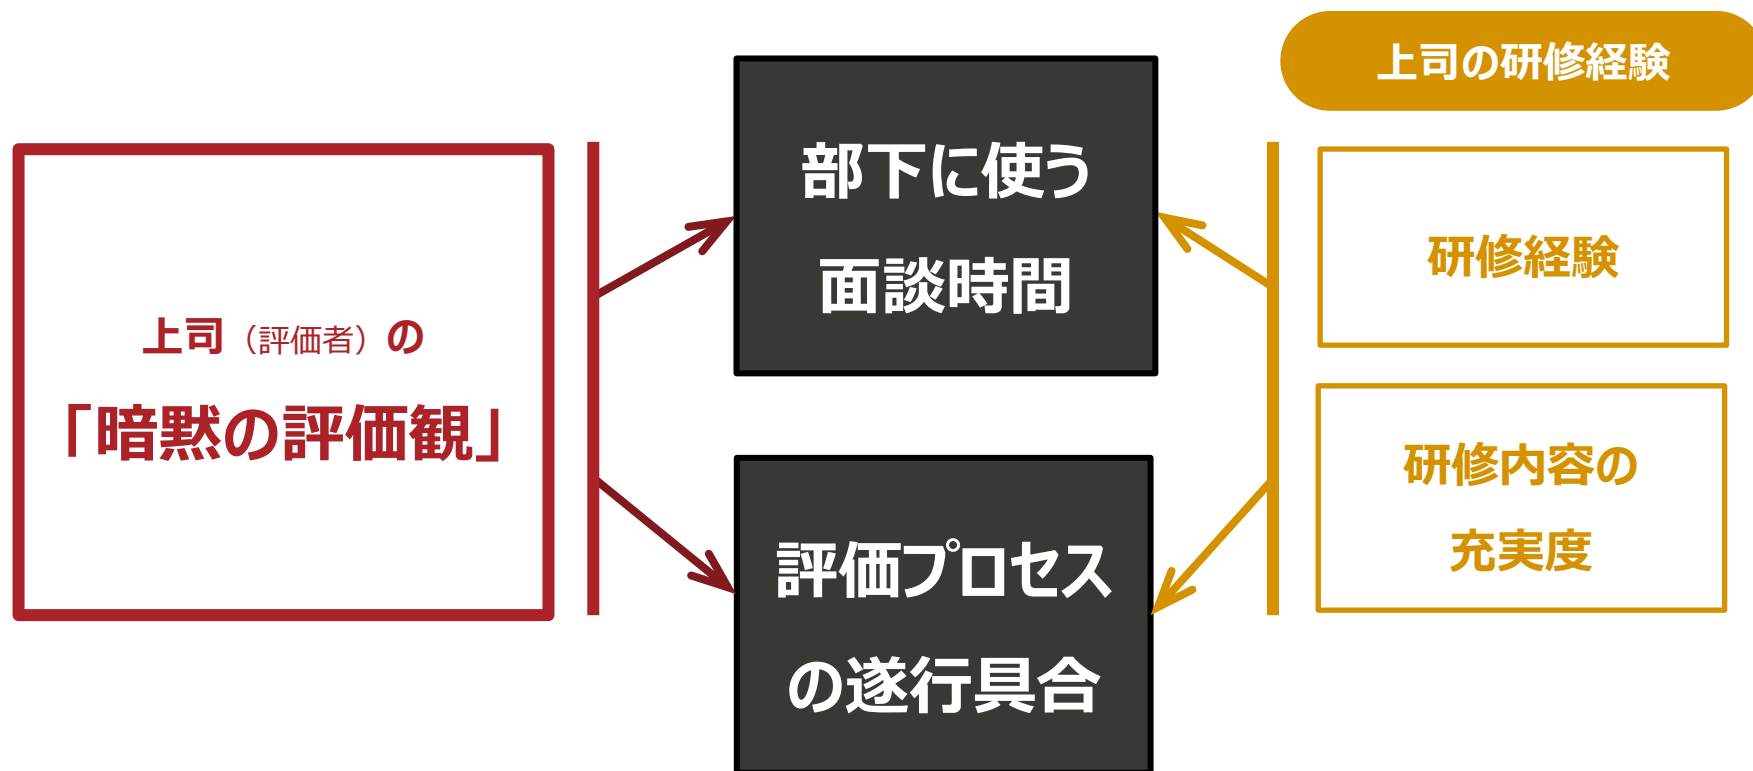 上司（評価者）の
「暗黙の評価観」
部下に使う
面談時間
評価プロセス
の遂行具合
上司の研修経験
研修経験
研修内容の
充実度